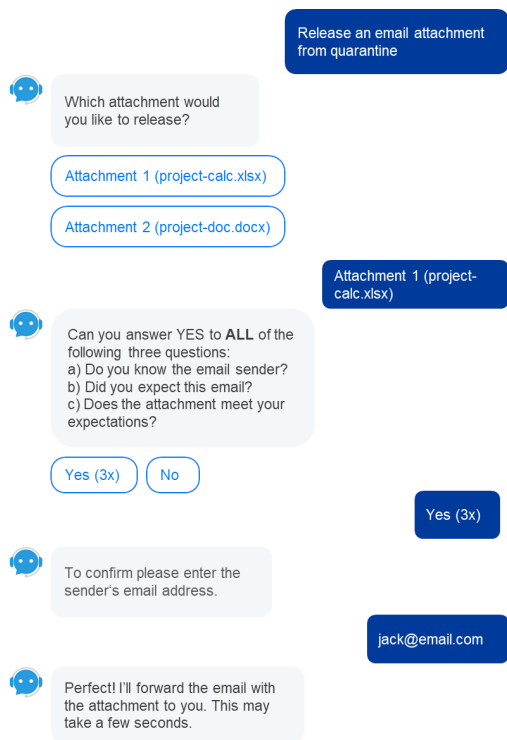 Release an email attachment
from quarantine
Which attachment would
you like to release?
Attachment 1 (project-calc.xlsx)
Attachment 2 (project-doc.docx)
Attachment 1 (project-
calc.xlsx)
Can you answer YES to ALL of the
following three questions:
a) Do you know the email sender?
b) Did you expect this email?
c) Does the attachment meet your
expectations?
Yes (3x)
No
Yes (3x)
To confirm please enter the
sender‘s email address.
jack@email.com
Perfect! I’ll forward the email with
the attachment to you. This may
take a few seconds.